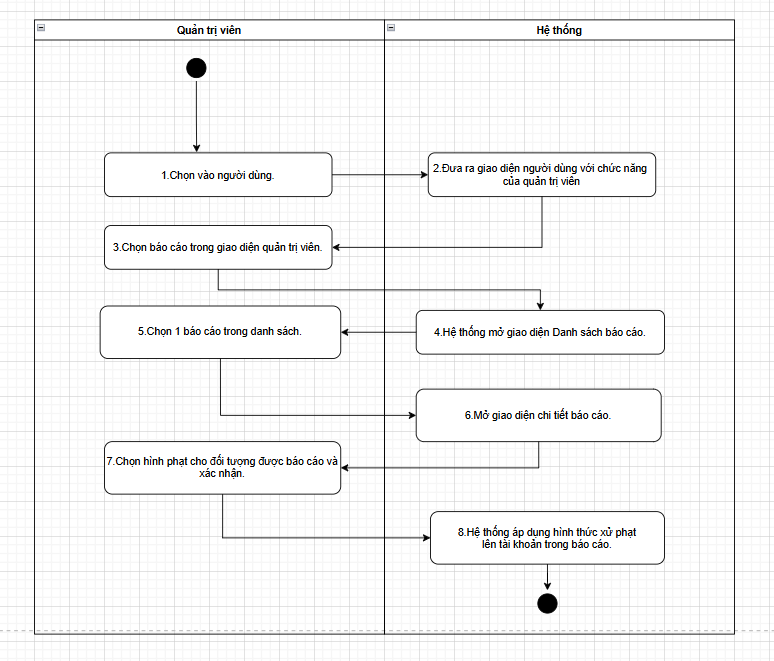 Quản trị viên
Hệ thống
1.Chọn vào người dùng.
2.Đưa ra giao diện người dùng với chức năng
của quản trị viên
3.Chọn báo cáo trong giao diện quản trị viên.
4.Hệ thống mở giao diện Danh sách báo cáo.
5.Chọn 1 báo cáo trong danh sách.
6.Mở giao diện chi tiết báo cáo.
7.Chọn hình phạt cho đối tượng được báo cáo và
xác nhận.
8.Hệ thống áp dụng hình thức xử phạt
lên tài khoản trong báo cáo.